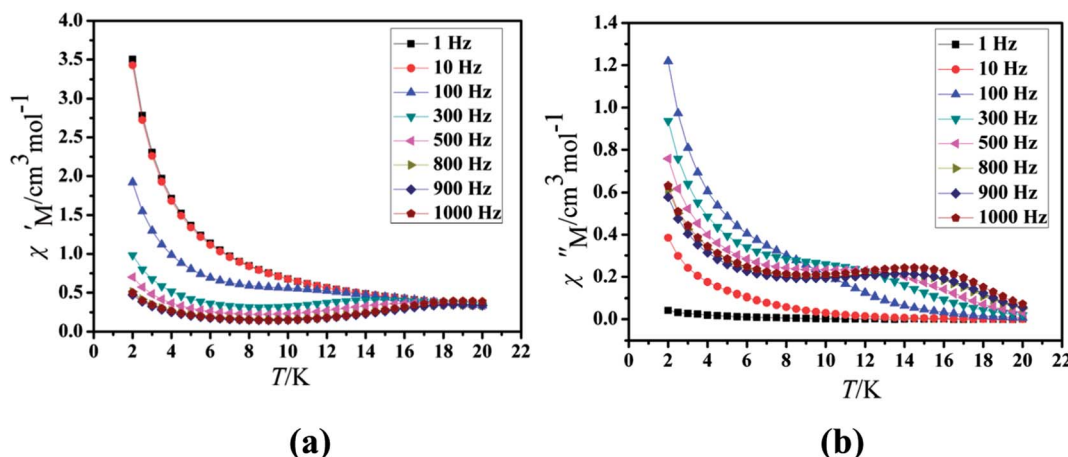 4.0
3.5
3.0
2.5
2.0
1.5
1.0
0.5
0.0
χ 'M/cm³mol⁻¹
1 Hz
10 Hz
100 Hz
300 Hz
500 Hz
800 Hz
900 Hz
1000 Hz
0 2 4 6 8 10 12 14 16 18 20 22
T/K
(a)
1.4
1.2
1.0
0.8
0.6
0.4
0.2
0.0
χ "M/cm³mol⁻¹
1 Hz
10 Hz
100 Hz
300 Hz
500 Hz
800 Hz
900 Hz
1000 Hz
0 2 4 6 8 10 12 14 16 18 20 22
T/K
(b)